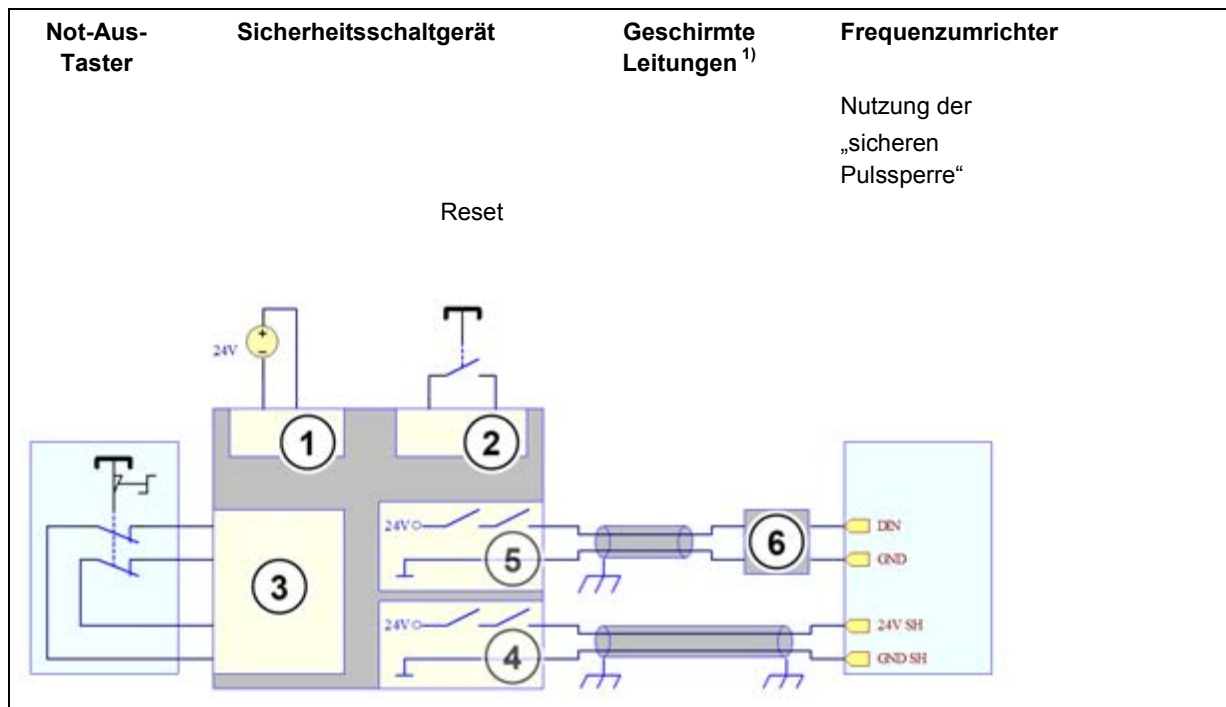 Not-Aus-
Taster
Sicherheitsschaltgerät
Geschirmte
Leitungen 1)
Frequenzumrichter
Nutzung der
„sicheren
Pulssperre“
Reset
24V
1
2
3
24V
5
24V
4
6
DIN
GND
24V SH
GND SH